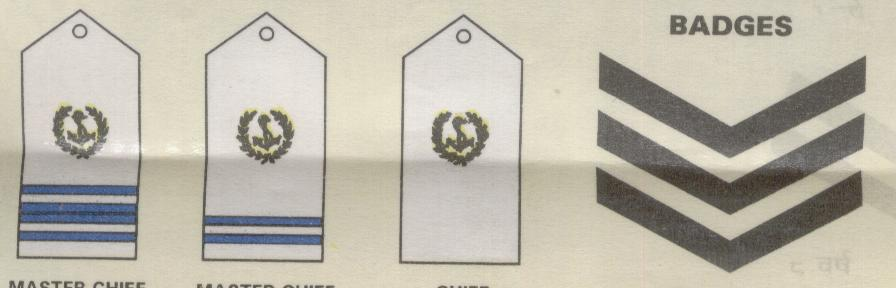 BADGES
MASTER CHIEF
MASTER CHIEF
CHIEF